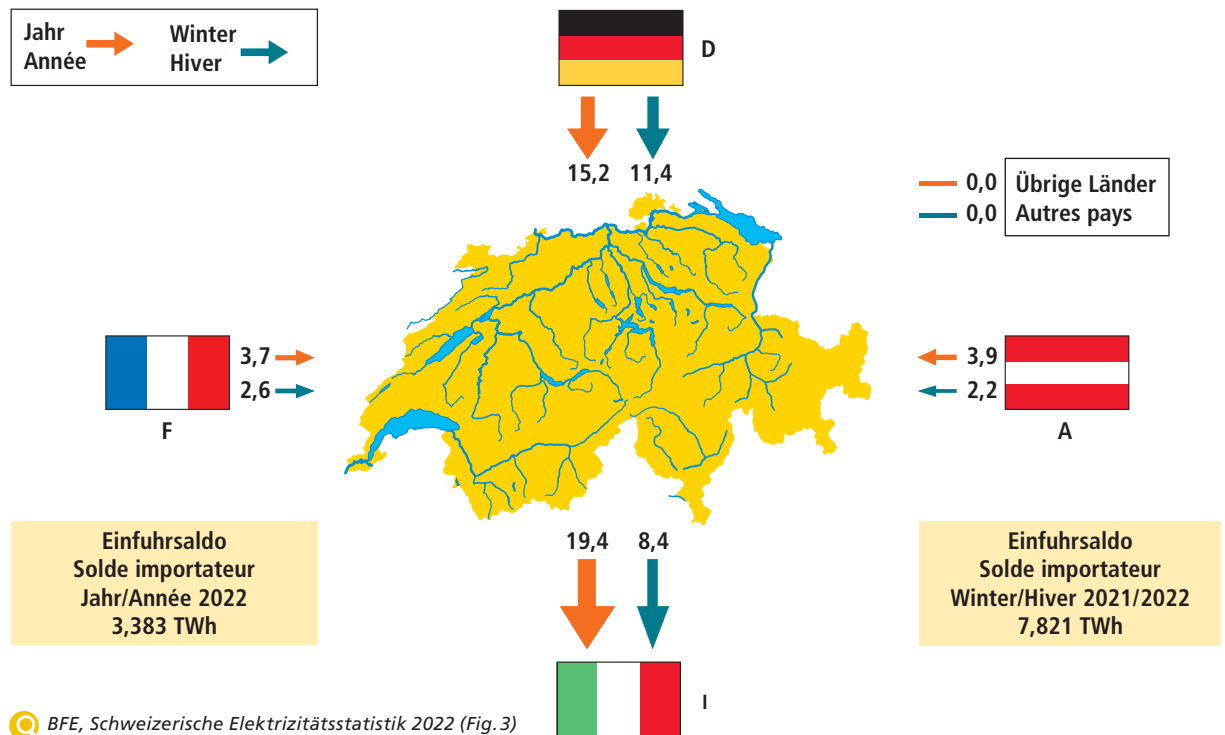 Jahr
Année
Winter
Hiver
D
15,2 11,4
0,0
0,0
Übrige Länder
Autres pays
3,7
2,6
F
3,9
2,2
A
19,4 8,4
Einfuhrsaldo
Solde importateur
Jahr/Année 2022
3,383 TWh
Einfuhrsaldo
Solde importateur
Winter/Hiver 2021/2022
7,821 TWh
I
BFE, Schweizerische Elektrizitätsstatistik 2022 (Fig. 3)